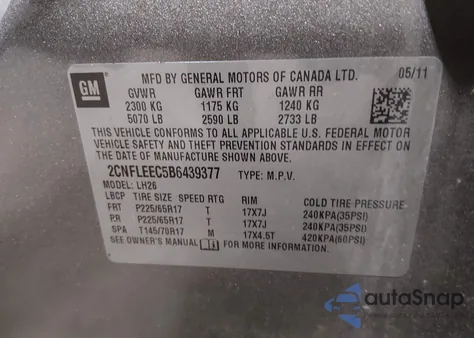 GM
MFD BY GENERAL MOTORS OF CANADA LTD. 05/11
GVWR GAWR FRT GAWR RR
2300 KG 1175 KG 1240 KG
5070 LB 2590 LB 2733 LB
THIS VEHICLE CONFORMS TO ALL APPLICABLE U.S. FEDERAL MOTOR
VEHICLE SAFETY AND THEFT PREVENTION STANDARDS IN EFFECT ON
THE DATE OF MANUFACTURE SHOWN ABOVE.
2CNFLEEC5B6439377 TYPE: M.P.V.
MODEL: LH26
LBCP TIRE SIZE SPEED RTG RIM COLD TIRE PRESSURE
FRT P225/65R17 T 17X7J 240KPA(35PSI)
RR P225/65R17 T 17X7J 240KPA(35PSI)
SPA T145/70R17 M 17X4.5T 420KPA(60PSI)
SEE OWNER'S MANUAL FOR MORE INFORMATION.
autoSnap